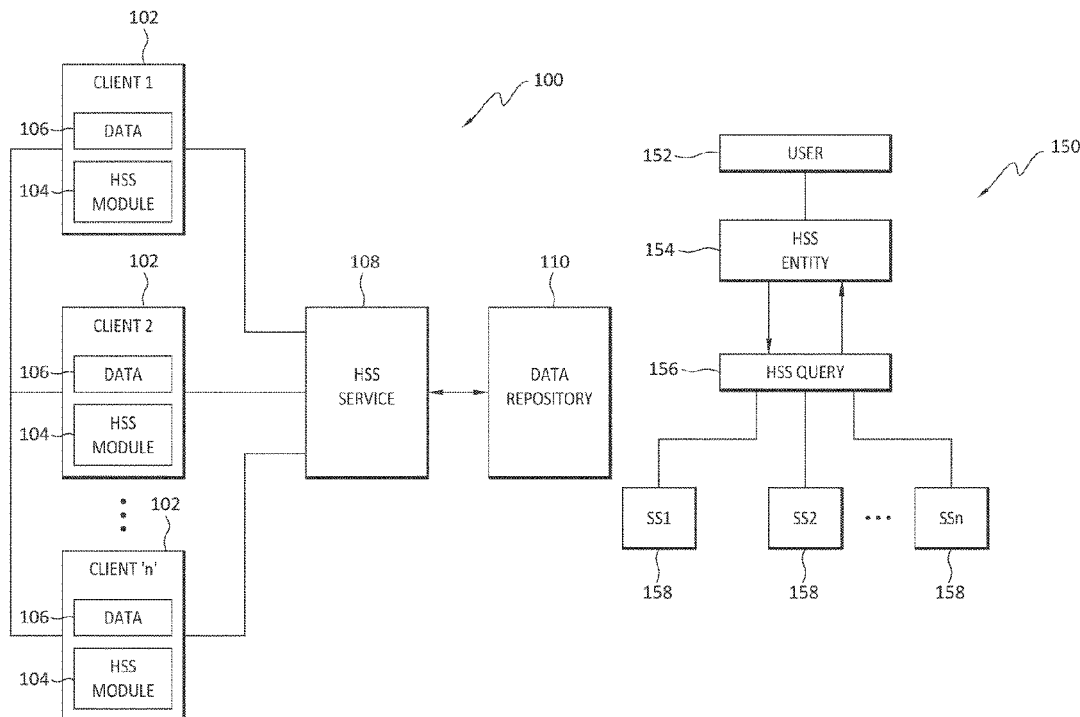 102
CLIENT 1
106
DATA
104
HSS
MODULE
102
CLIENT 2
106
DATA
104
HSS
MODULE
102
CLIENT 'n'
106
DATA
104
HSS
MODULE
100
108
HSS
SERVICE
110
DATA
REPOSITORY
150
152
USER
154
HSS
ENTITY
156
HSS QUERY
SS1
SS2
SSn
158
158
158